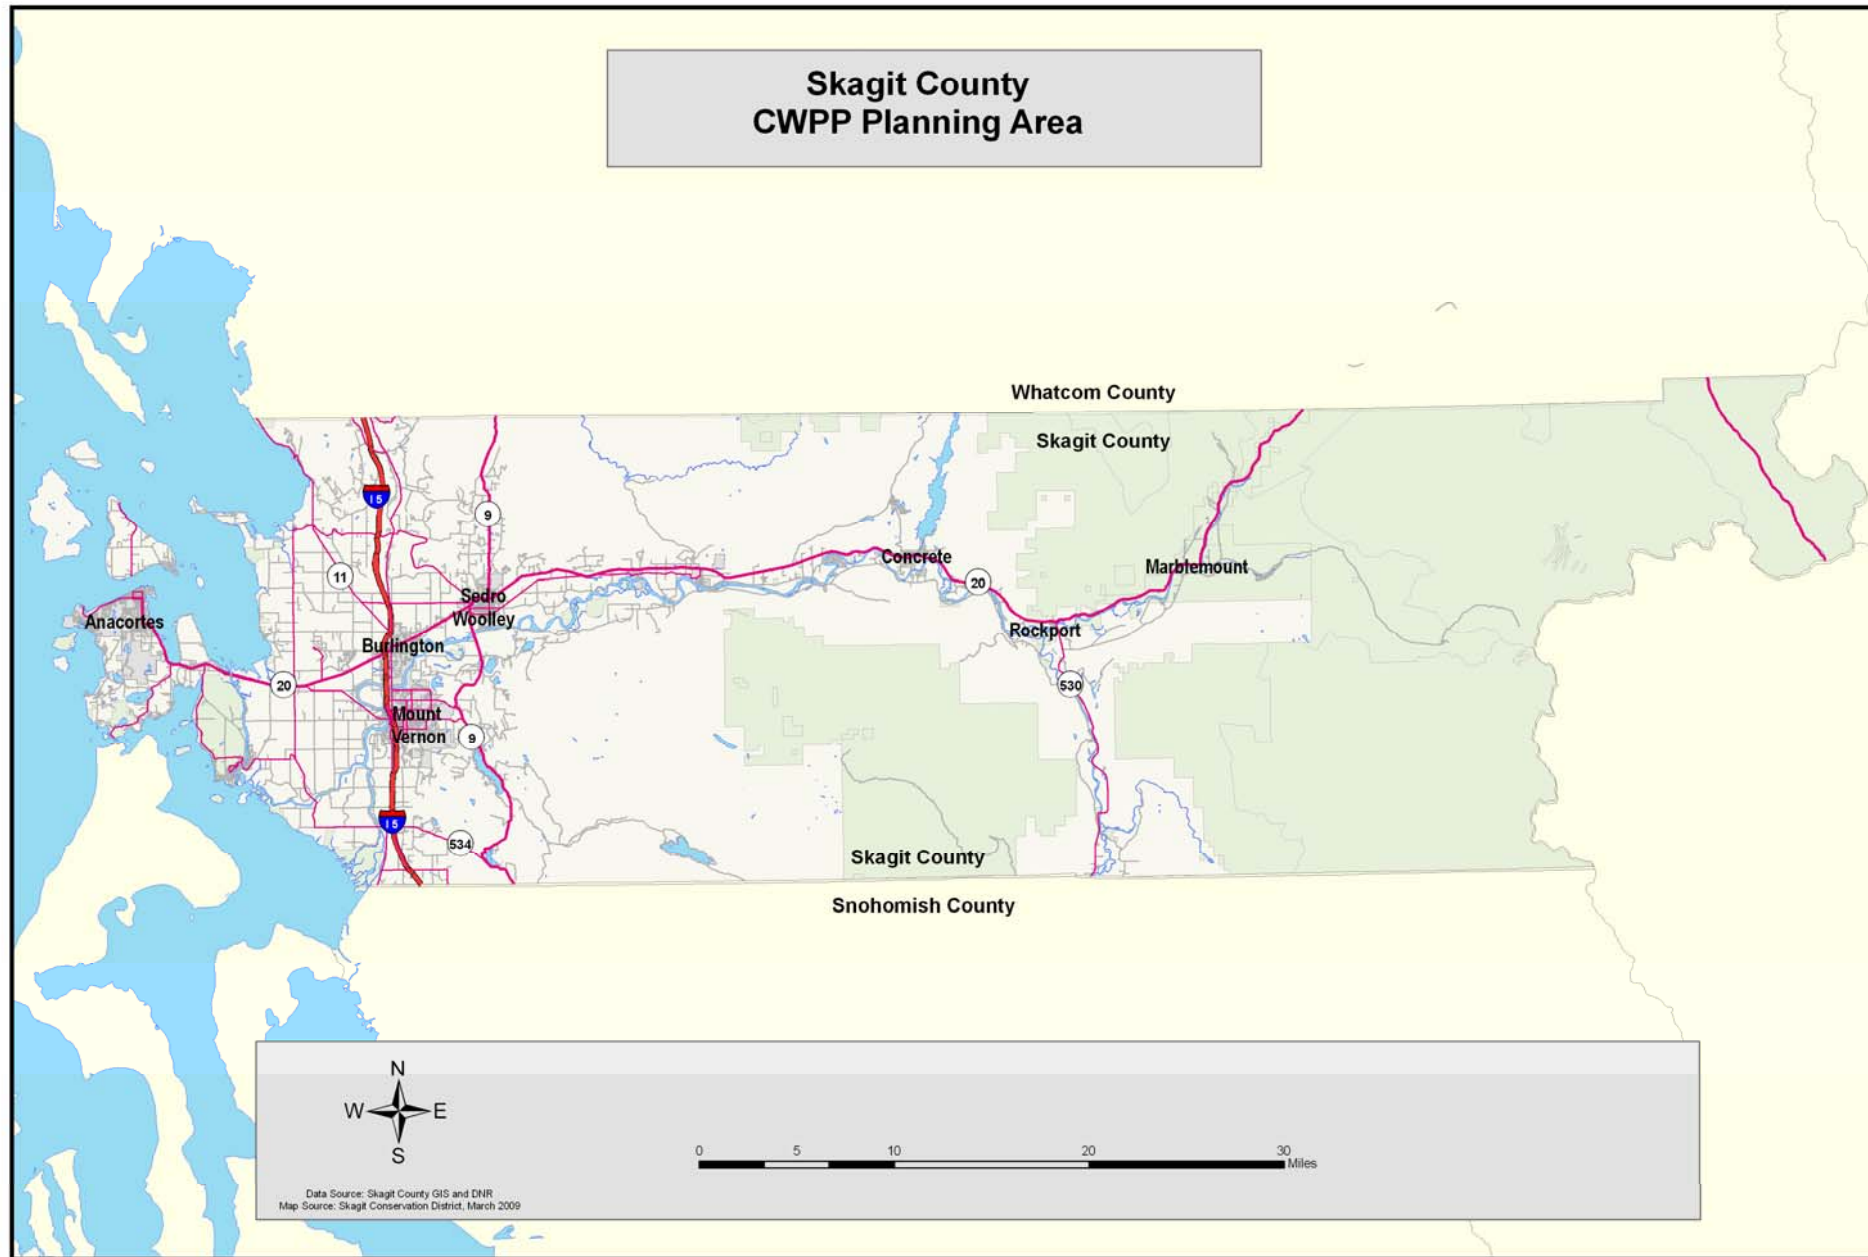 Skagit County
CWPP Planning Area
Whatcom County
Skagit County
I 5
9
Concrete
11
20
Marblemount
Sedro
Woolley
Anacortes
Rockport
Burlington
20
530
Mount
Vernon
9
I 5
534
Skagit County
Snohomish County
N
W E
S
0 5 10 20 30
Miles
Data Source: Skagit County GIS and DNR
Map Source: Skagit Conservation District, March 2009